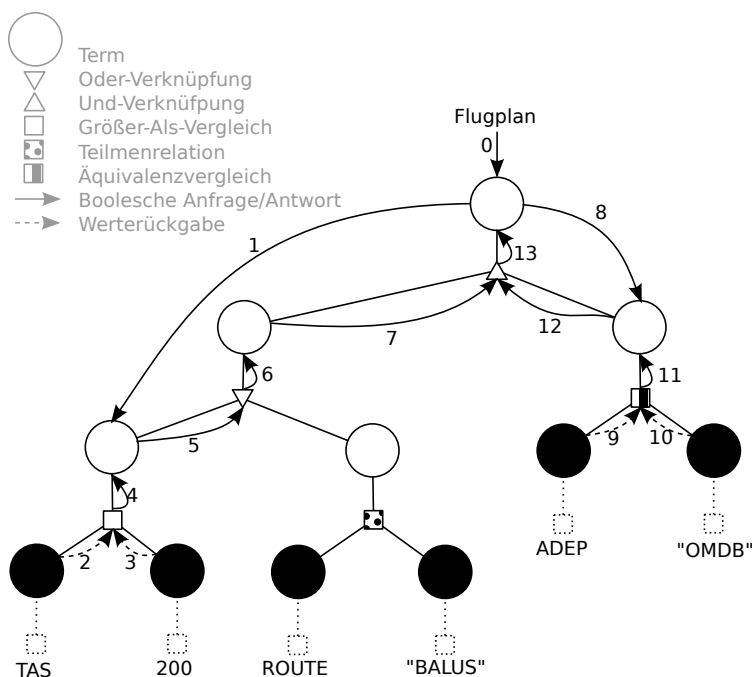 Term
Oder-Verknüpfung
Und-Verknüfpung
Größer-Als-Vergleich
Teilmenrelation
Äquivalenzvergleich
Boolesche Anfrage/Antwort
Werterückgabe
Flugplan
0
1
8
13
7
12
6
11
5
9
10
4
2
3
ADEP
"OMDB"
TAS
200
ROUTE
"BALUS"